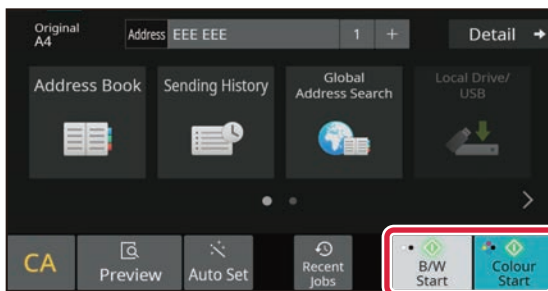 Original
A4
Address EEE EEE 1 +
Detail
Address Book
Sending History
Global
Address Search
Local Drive/
USB
CA
Preview
Auto Set
Recent
Jobs
B/W
Start
Colour
Start